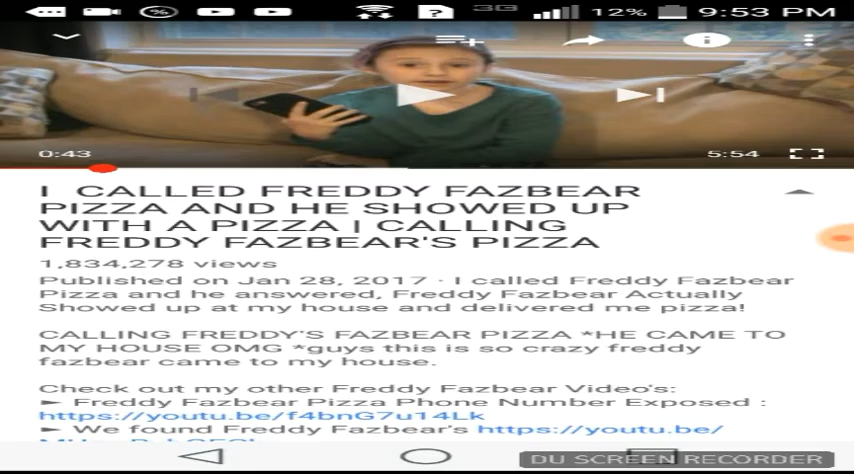 3G 12% 9:53 PM
0:43 5:54
I CALLED FREDDY FAZBEAR
PIZZA AND HE SHOWED UP
WITH A PIZZA | CALLING
FREDDY FAZBEAR'S PIZZA
1,834,278 views
Published on Jan 28, 2017 · I called Freddy Fazbear
Pizza and he answered, Freddy Fazbear Actually
Showed up at my house and delivered me pizza!
CALLING FREDDY'S FAZBEAR PIZZA *HE CAME TO
MY HOUSE OMG *guys this is so crazy freddy
fazbear came to my house.
Check out my other Freddy Fazbear Video's:
► Freddy Fazbear Pizza Phone Number Exposed :
https://youtu.be/f4bnG7u14Lk
► We found Freddy Fazbear's https://youtu.be/
DU SCREEN RECORDER